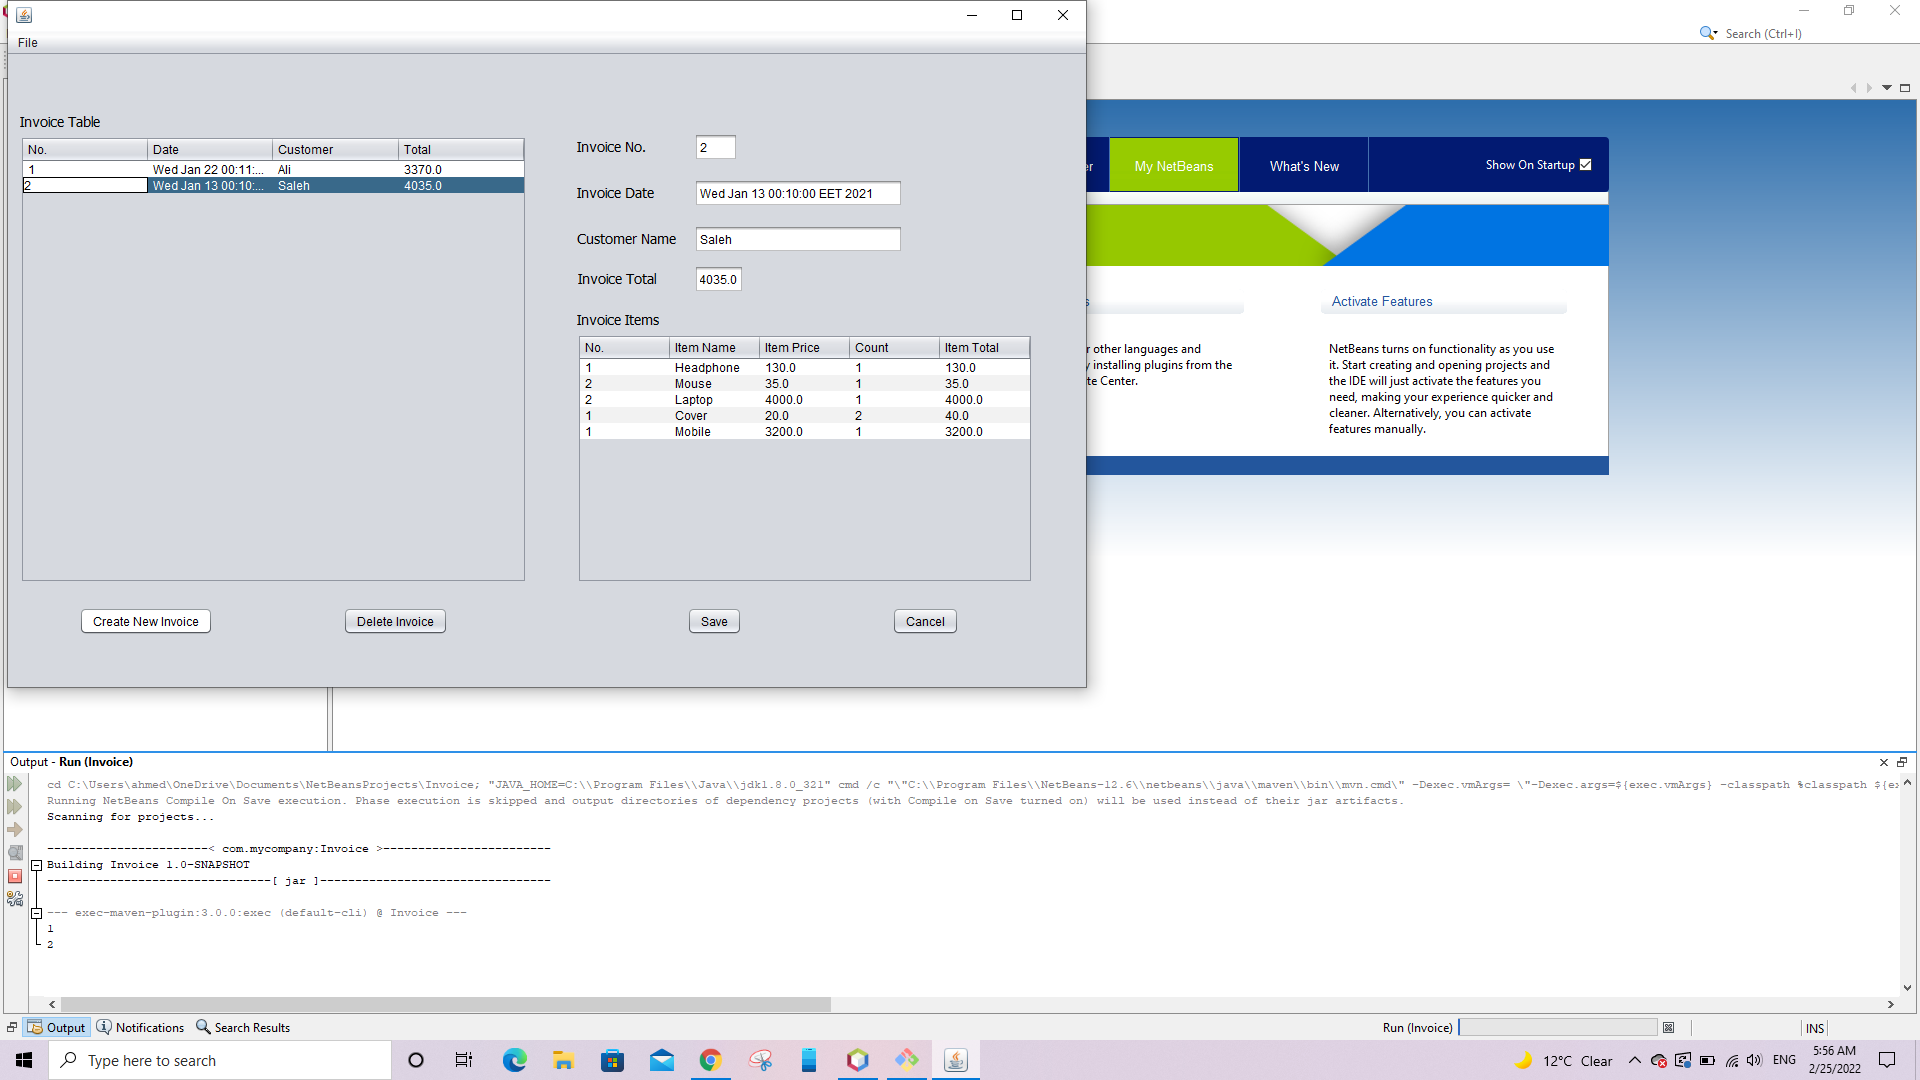 File
Search (Ctrl+I)
Invoice Table
No. Date Customer Total
1 Wed Jan 22 00:11:... Ali 3370.0
2 Wed Jan 13 00:10:... Saleh 4035.0
Invoice No. 2
Invoice Date Wed Jan 13 00:10:00 EET 2021
Customer Name Saleh
Invoice Total 4035.0
Invoice Items
No. Item Name Item Price Count Item Total
1 Headphone 130.0 1 130.0
2 Mouse 35.0 1 35.0
2 Laptop 4000.0 1 4000.0
1 Cover 20.0 2 40.0
1 Mobile 3200.0 1 3200.0
Create New Invoice Delete Invoice Save Cancel
My NetBeans What's New Show On Startup
Activate Features
other languages and
installing plugins from the
Center.
NetBeans turns on functionality as you use
it. Start creating and opening projects and
the IDE will just activate the features you
need, making your experience quicker and
cleaner. Alternatively, you can activate
features manually.
Output - Run (Invoice)
cd C:\Users\ahmed\OneDrive\Documents\NetBeansProjects\Invoice; "JAVA_HOME=C:\\Program Files\\Java\\jdk1.8.0_321" cmd /c "\"C:\\Program Files\\NetBeans-12.6\\netbeans\\java\\maven\\bin\\mvn.cmd\" -Dexec.vmArgs= \"-Dexec.args=${exec.vmArgs} -classpath %classpath ${ex
Running NetBeans Compile On Save execution. Phase execution is skipped and output directories of dependency projects (with Compile on Save turned on) will be used instead of their jar artifacts.
Scanning for projects...
-----------------------< com.mycompany:Invoice >------------------------
Building Invoice 1.0-SNAPSHOT
--------------------------------[ jar ]---------------------------------
--- exec-maven-plugin:3.0.0:exec (default-cli) @ Invoice ---
1
2
Output Notifications Search Results Run (Invoice) INS
Type here to search
12°C Clear ENG
5:56 AM
2/25/2022